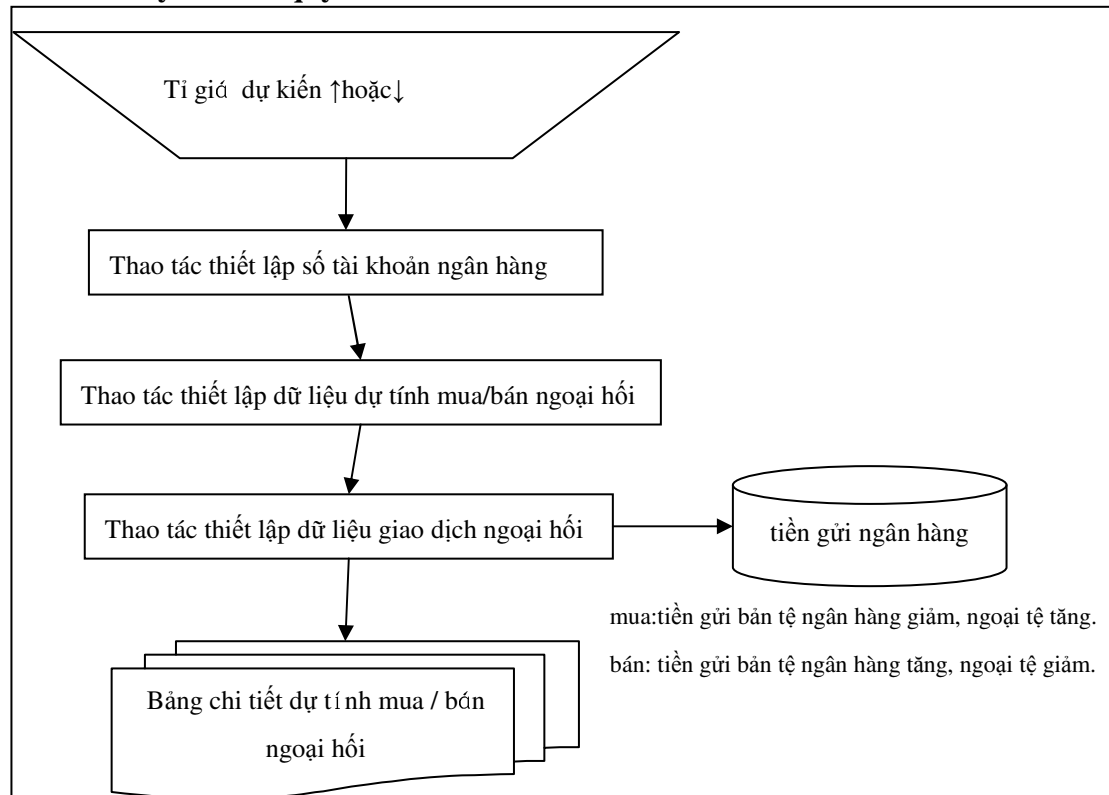 Tỉ giá dự kiến ↑hoặc↓
Thao tác thiết lập số tài khoản ngân hàng
Thao tác thiết lập dữ liệu dự tính mua/bán ngoại hối
Thao tác thiết lập dữ liệu giao dịch ngoại hối
tiền gửi ngân hàng
mua:tiền gửi bản tệ ngân hàng giảm, ngoại tệ tăng.
bán: tiền gửi bản tệ ngân hàng tăng, ngoại tệ giảm.
Bảng chi tiết dự tính mua / bán
ngoại hối